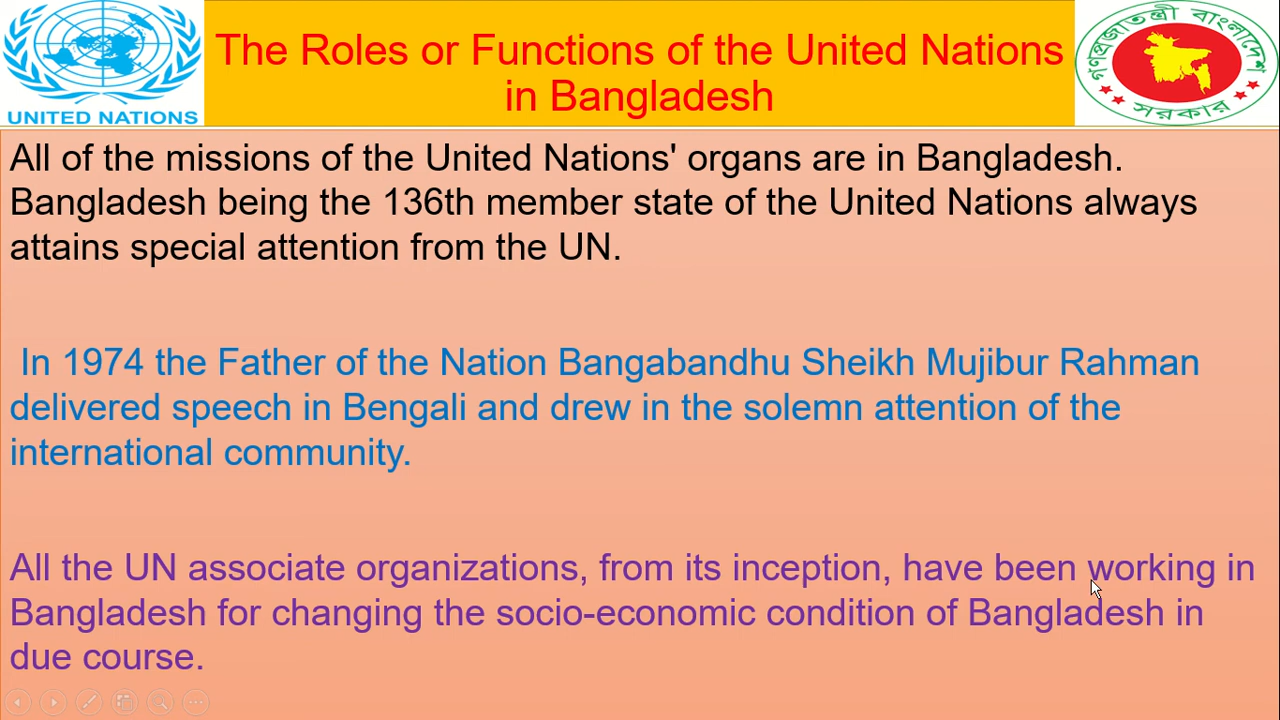 The Roles or Functions of the United Nations
in Bangladesh
UNITED NATIONS
গণপ্রজাতন্ত্রী বাংলাদেশ
সরকার
All of the missions of the United Nations' organs are in Bangladesh.
Bangladesh being the 136th member state of the United Nations always
attains special attention from the UN.
In 1974 the Father of the Nation Bangabandhu Sheikh Mujibur Rahman
delivered speech in Bengali and drew in the solemn attention of the
international community.
All the UN associate organizations, from its inception, have been working in
Bangladesh for changing the socio-economic condition of Bangladesh in
due course.